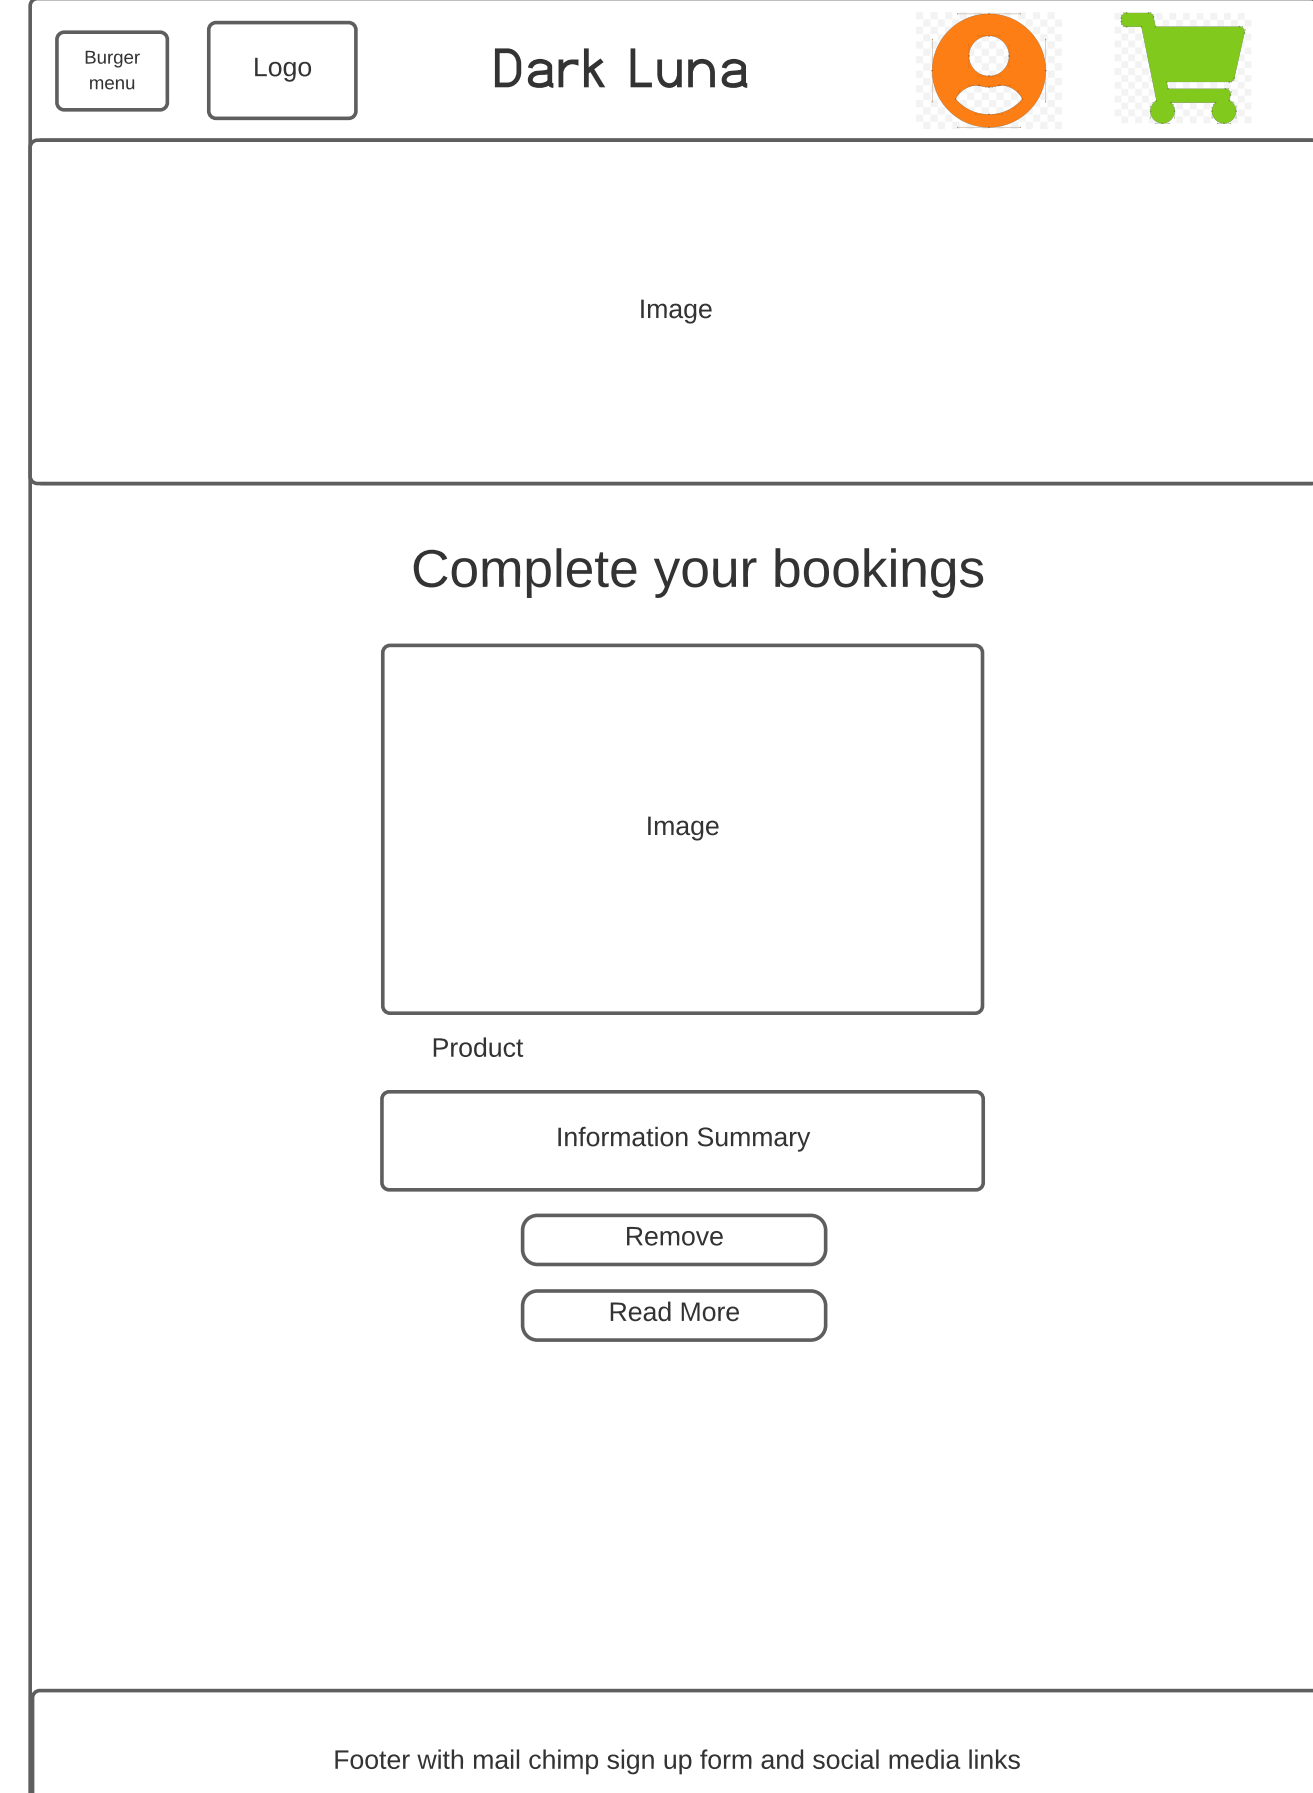 Burger
menu
Logo
Dark Luna
Image
Complete your bookings
Image
Product
Information Summary
Remove
Read More
Footer with mail chimp sign up form and social media links